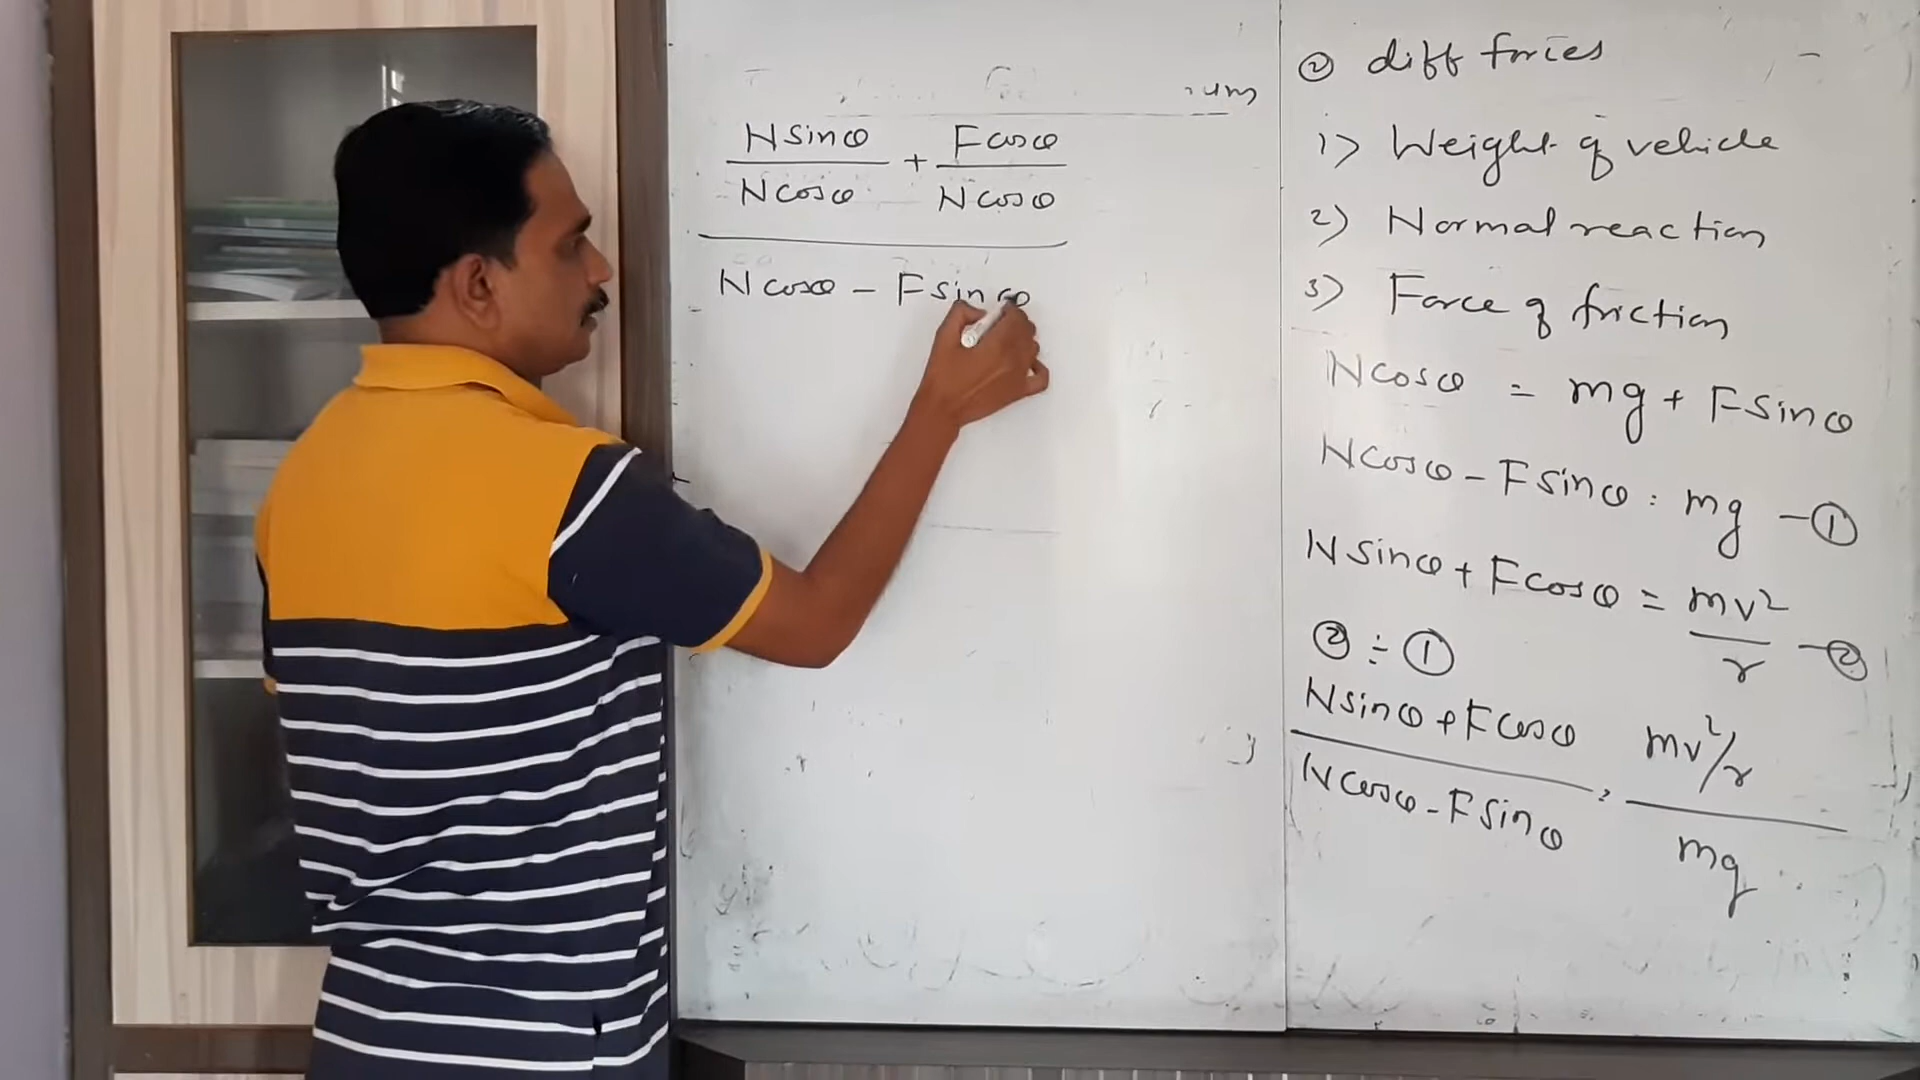 Nsinθ + Fcosθ
Ncosθ Ncosθ
Ncosθ - Fsinθ
② diff forces
1) Weight of vehicle
2) Normal reaction
3) Force of friction
Ncosθ = mg + Fsinθ
Ncosθ - Fsinθ = mg -①
Nsinθ + Fcosθ = mv²/r -②
② ÷ ①
Nsinθ + Fcosθ = mv²/r
Ncosθ - Fsinθ mg